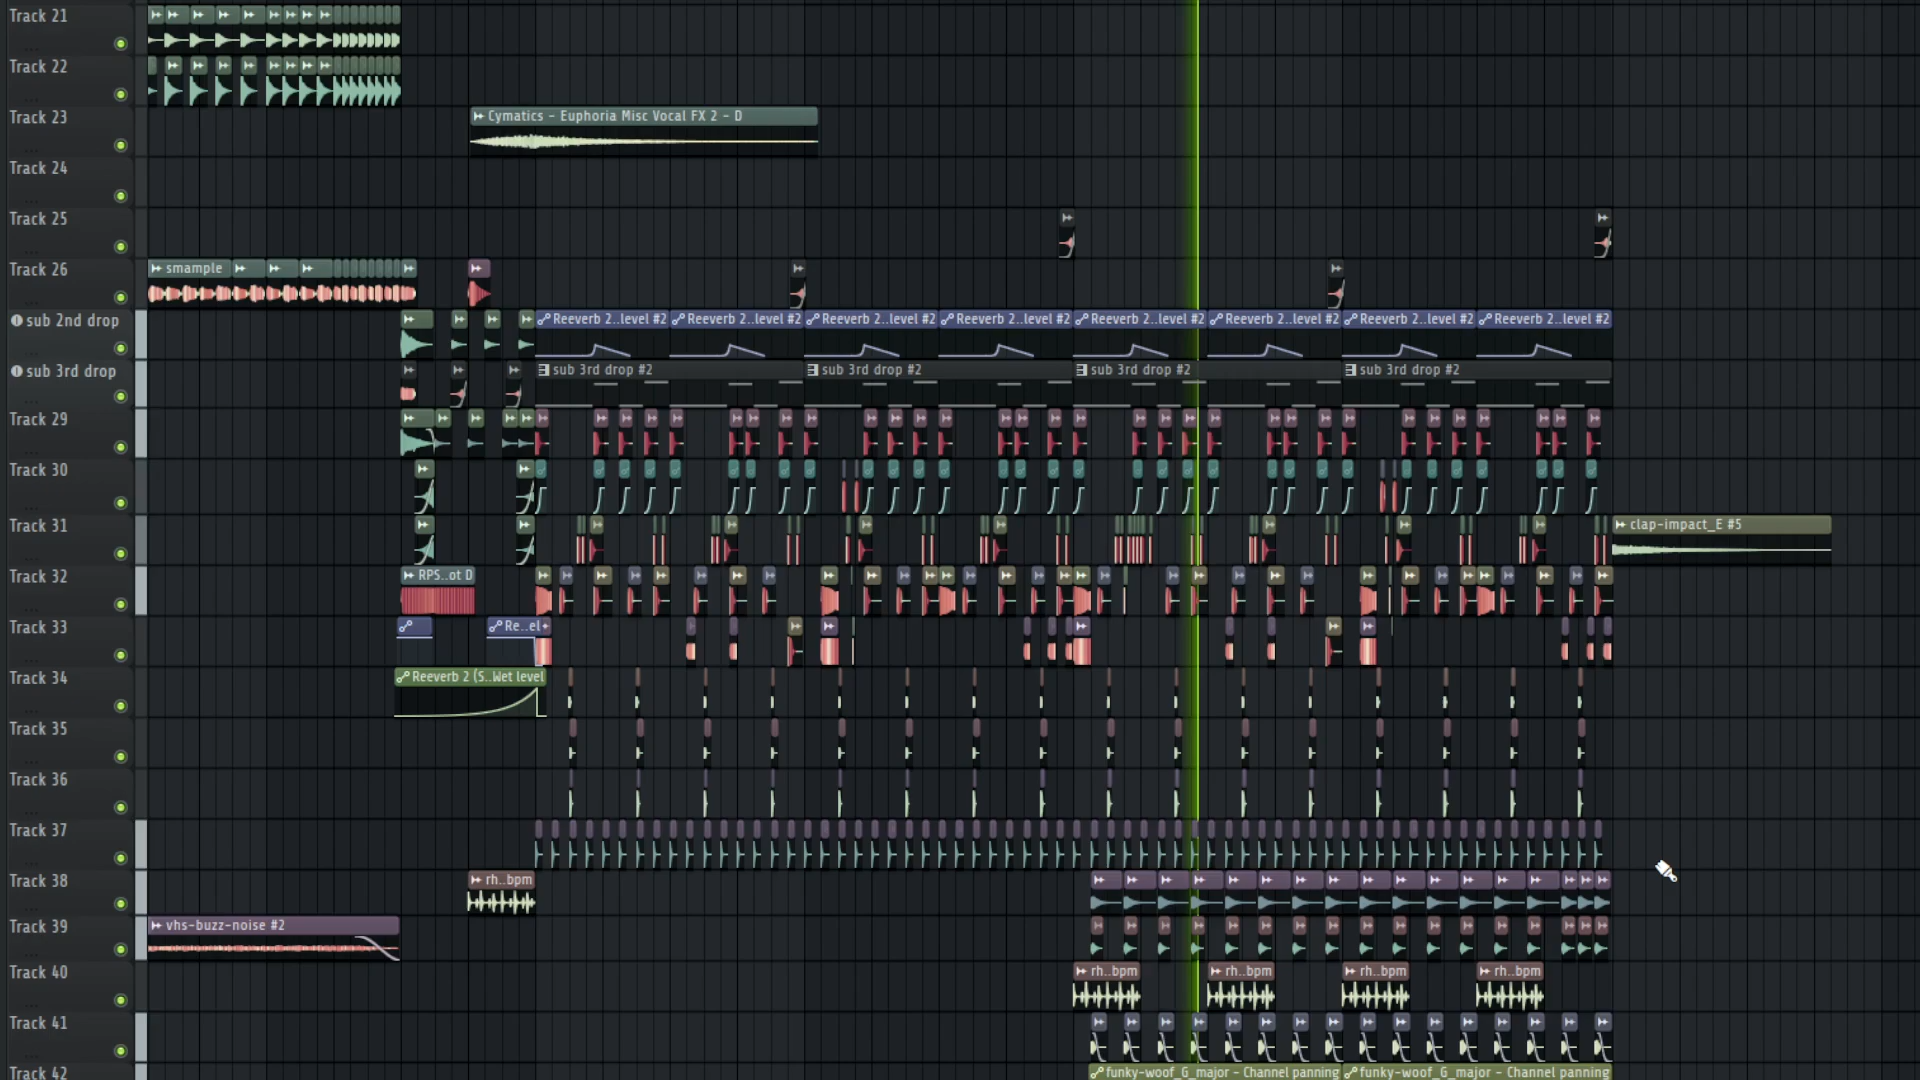 Track 21
Track 22
Track 23
Cymatics - Euphoria Misc Vocal FX 2 - D
Track 24
Track 25
Track 26
smample
sub 2nd drop
Reeverb 2..level #2
Reeverb 2..level #2
Reeverb 2..level #2
Reeverb 2..level #2
Reeverb 2..level #2
Reeverb 2..level #2
Reeverb 2..level #2
Reeverb 2..level #2
sub 3rd drop
sub 3rd drop #2
sub 3rd drop #2
sub 3rd drop #2
sub 3rd drop #2
Track 29
Track 30
Track 31
clap-impact_E #5
Track 32
RPS..ot D
Track 33
Re..el
Track 34
Reeverb 2 (S..Wet level
Track 35
Track 36
Track 37
Track 38
rh..bpm
Track 39
vhs-buzz-noise #2
Track 40
rh..bpm
rh..bpm
rh..bpm
rh..bpm
Track 41
Track 42
funky-woof_G_major - Channel panning
funky-woof_G_major - Channel panning